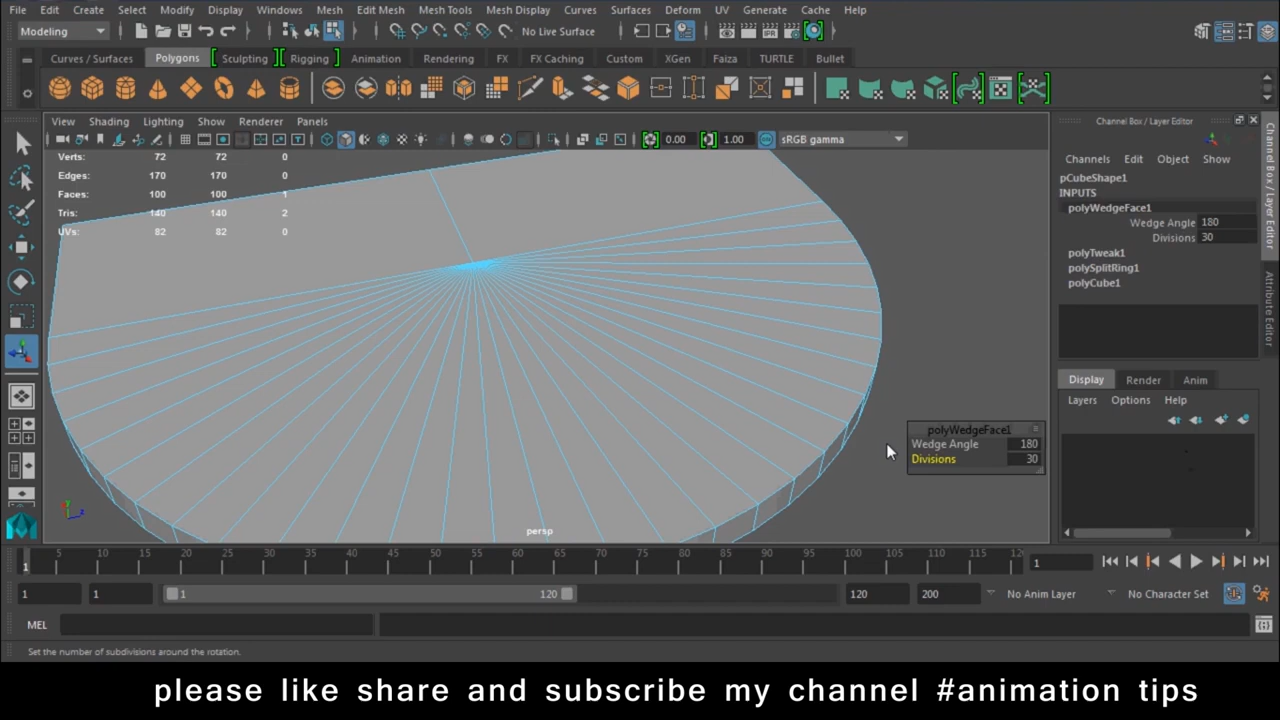 File Edit Create Select Modify Display Windows Mesh Edit Mesh Mesh Tools Mesh Display Curves Surfaces Deform UV Generate Cache Help
Modeling No Live Surface
Curves / Surfaces Polygons Sculpting Rigging Animation Rendering FX FX Caching Custom XGen Faiza TURTLE Bullet
View Shading Lighting Show Renderer Panels
0.00 1.00 sRGB gamma
Verts: 72 72 0
Edges: 170 170 0
Faces: 100 100 1
Tris: 140 140 2
UVs: 82 82 0
persp
polyWedgeFace1
Wedge Angle 180
Divisions 30
Channel Box / Layer Editor
Channels Edit Object Show
pCubeShape1
INPUTS
polyWedgeFace1
Wedge Angle 180
Divisions 30
polyTweak1
polySplitRing1
polyCube1
Display Render Anim
Layers Options Help
Channel Box / Layer Editor
Attribute Editor
1 5 10 15 20 25 30 35 40 45 50 55 60 65 70 75 80 85 90 95 100 105 110 115 12 1
1 1 1 120 120 200 No Anim Layer No Character Set
MEL
Set the number of subdivisions around the rotation.
please like share and subscribe my channel #animation tips